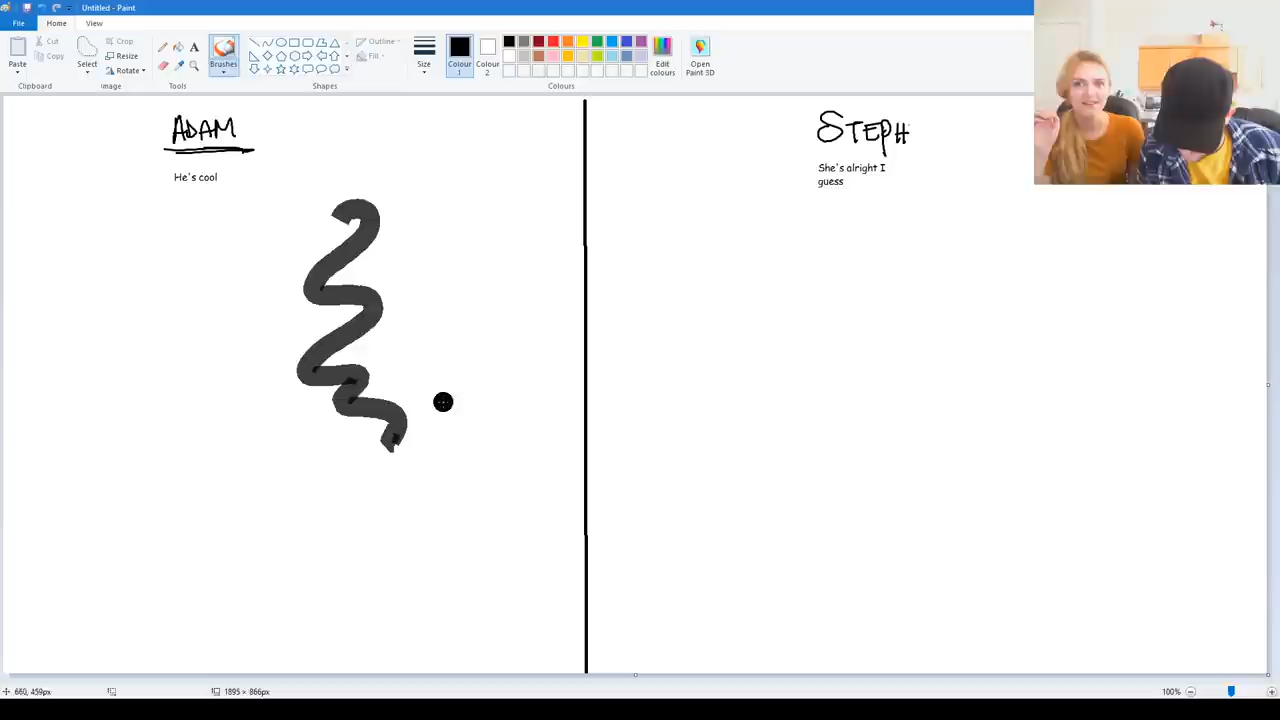 Untitled - Paint
File Home View
Paste
Cut
Copy
Clipboard
Select
Crop
Resize
Rotate
Image
A
Tools
Brushes
Shapes
Outline
Fill
Size
Colour 1
Colour 2
Colours
Edit colours
Open Paint 3D
ADAM
He's cool
STEPH
She's alright I
guess
660, 459px
1895 × 866px
100%